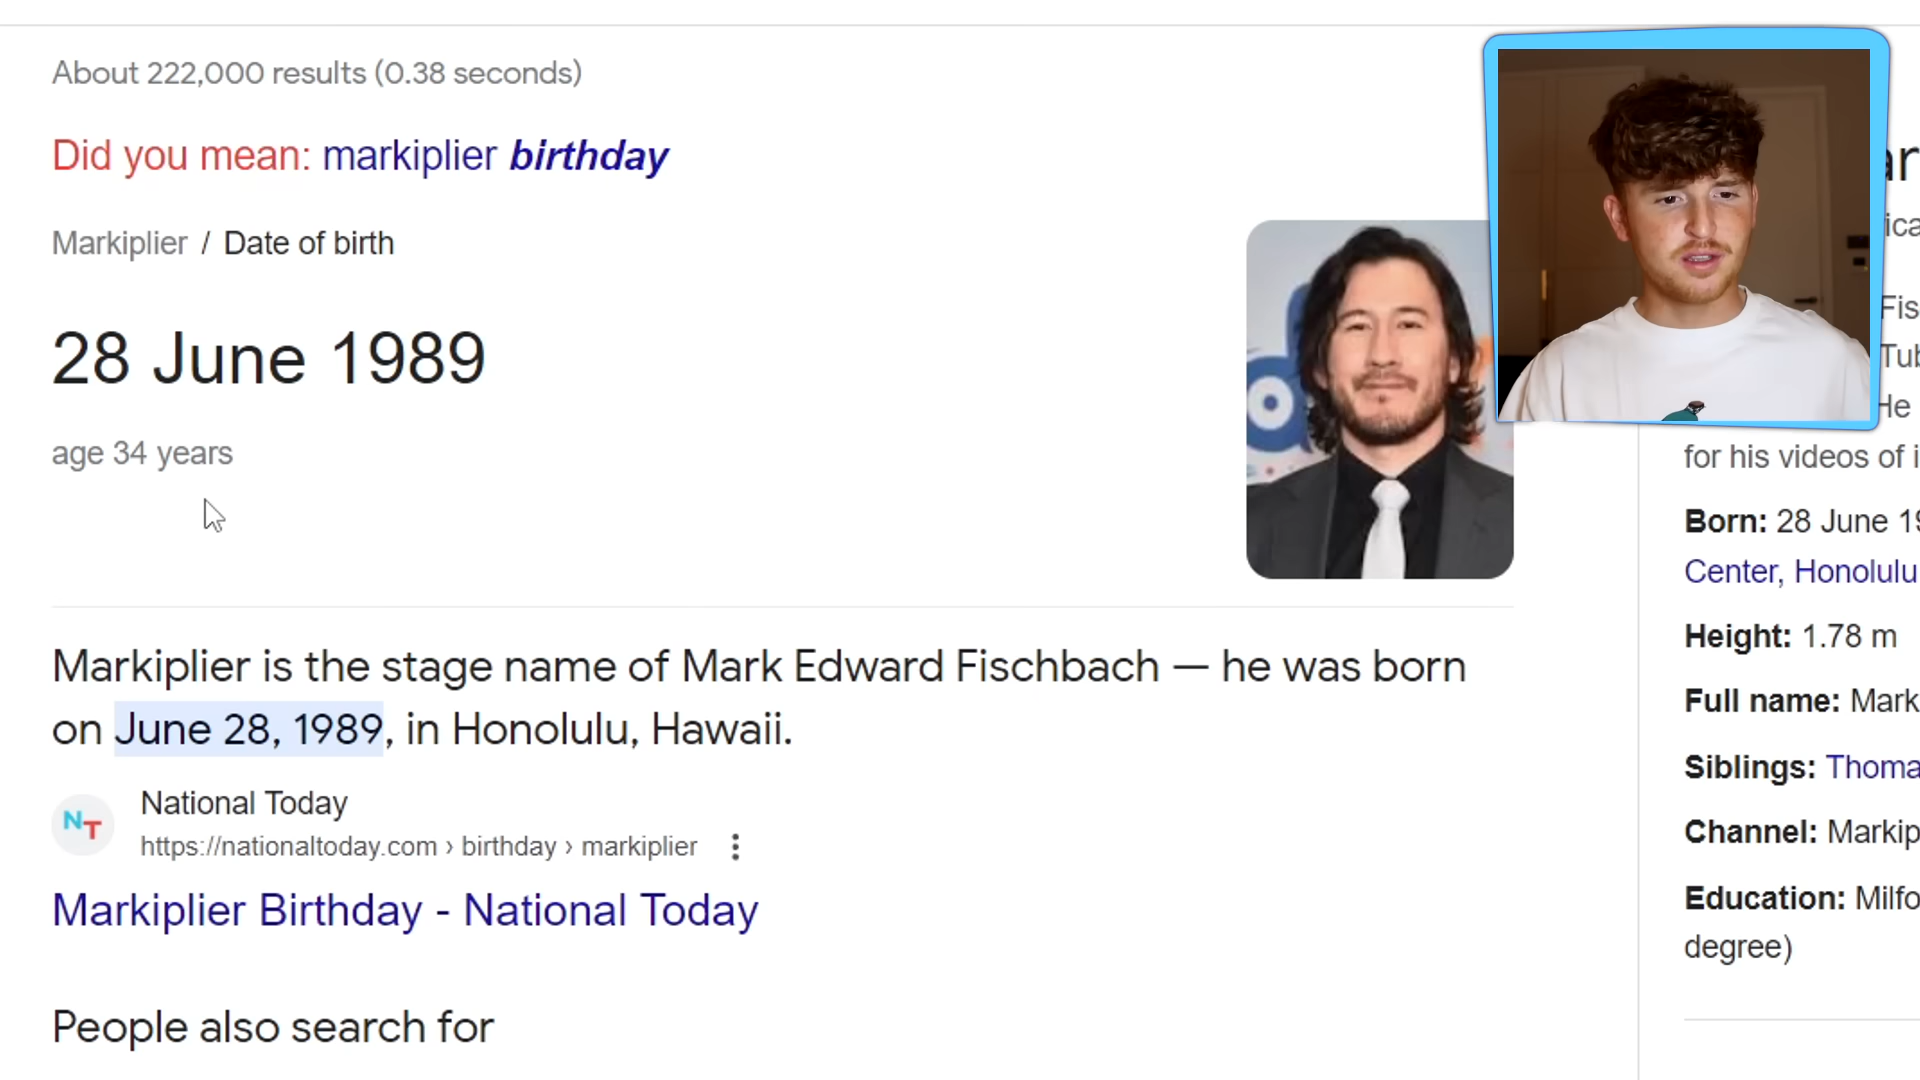 About 222,000 results (0.38 seconds)
Did you mean: markiplier birthday
Markiplier / Date of birth
28 June 1989
age 34 years
Markiplier is the stage name of Mark Edward Fischbach — he was born
on June 28, 1989, in Honolulu, Hawaii.
NT
National Today
https://nationaltoday.com › birthday › markiplier
Markiplier Birthday - National Today
People also search for
He
for his videos of
Born: 28 June
Center, Honolulu
Height: 1.78 m
Full name: Mark
Siblings:
Channel:
Education:
degree)